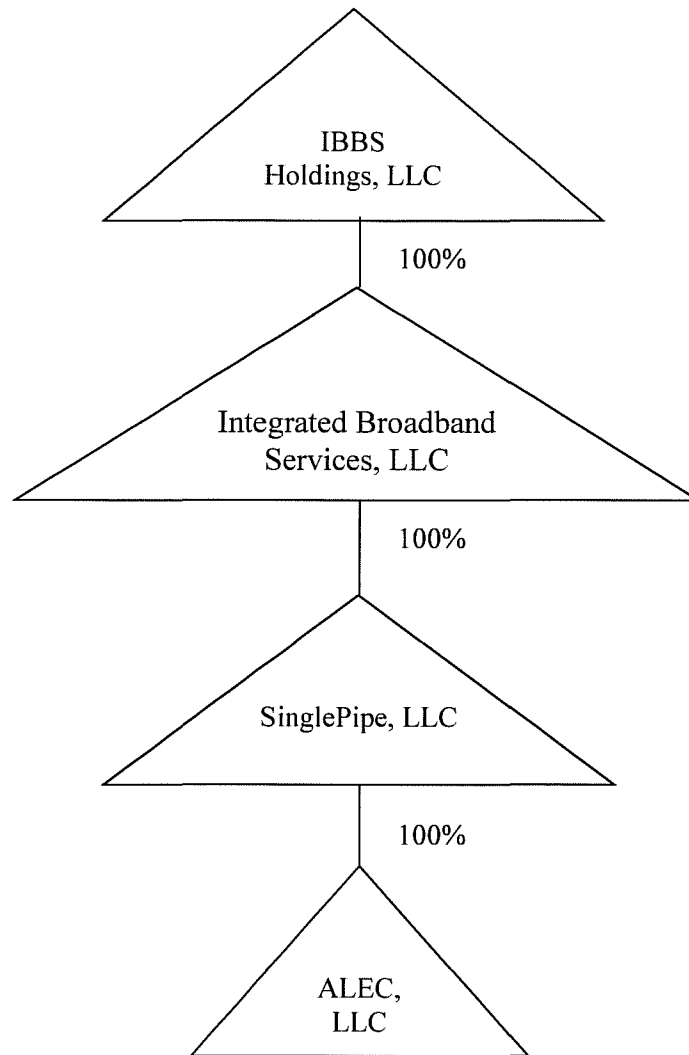 IBBS
Holdings, LLC
100%
Integrated Broadband
Services, LLC
100%
SinglePipe, LLC
100%
ALEC,
LLC